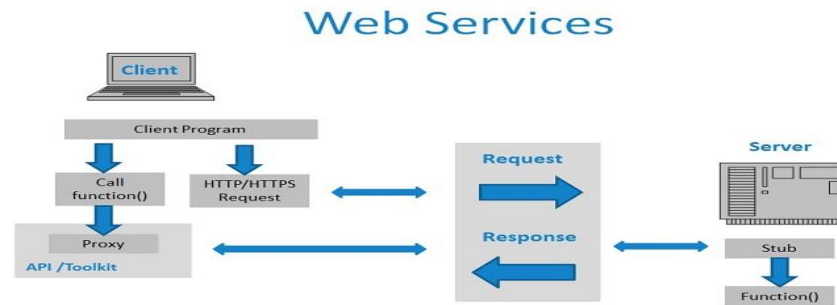 Web Services
Client
Client Program
Call
function()
HTTP/HTTPS
Request
Proxy
API /Toolkit
Request
Response
Server
Stub
Function()